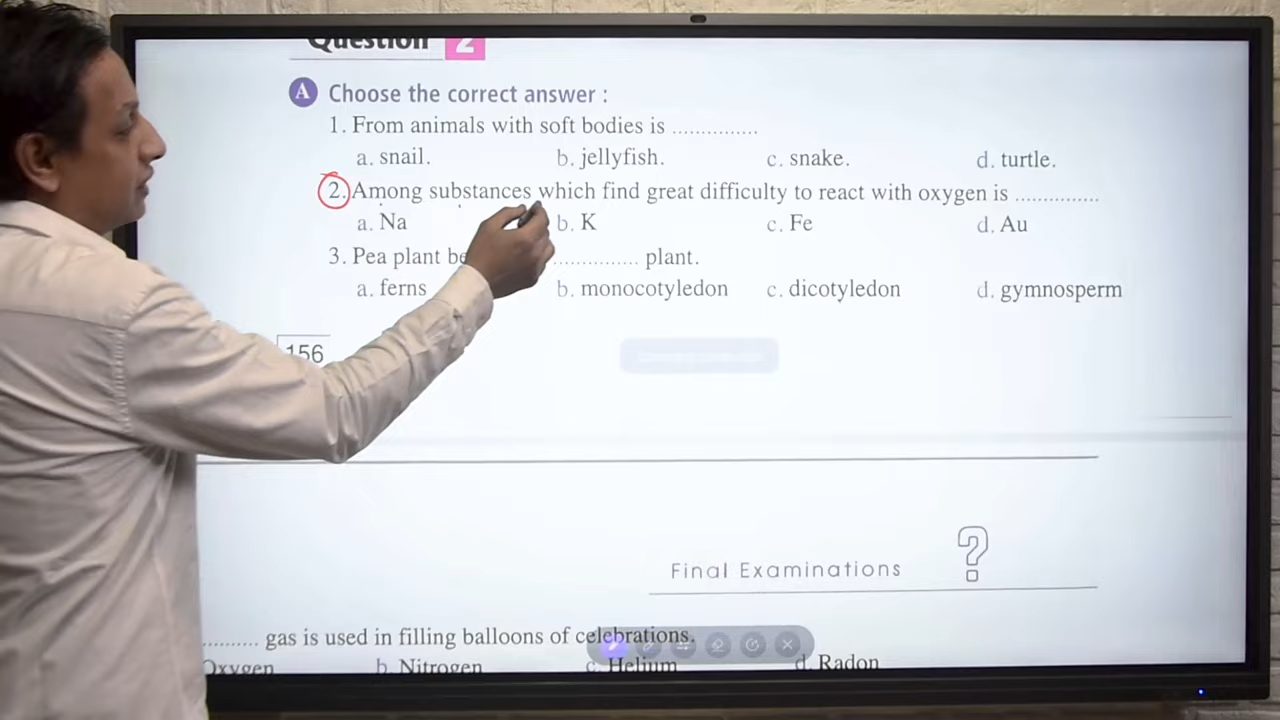 Question 2
A Choose the correct answer :
1. From animals with soft bodies is ...............
a. snail. b. jellyfish. c. snake. d. turtle.
2. Among substances which find great difficulty to react with oxygen is ...............
a. Na b. K c. Fe d. Au
3. Pea plant ............... plant.
a. ferns b. monocotyledon c. dicotyledon d. gymnosperm
156
Final Examinations ?
.......... gas is used in filling balloons of celebrations.
Oxygen b. Nitrogen c. Helium d. Radon